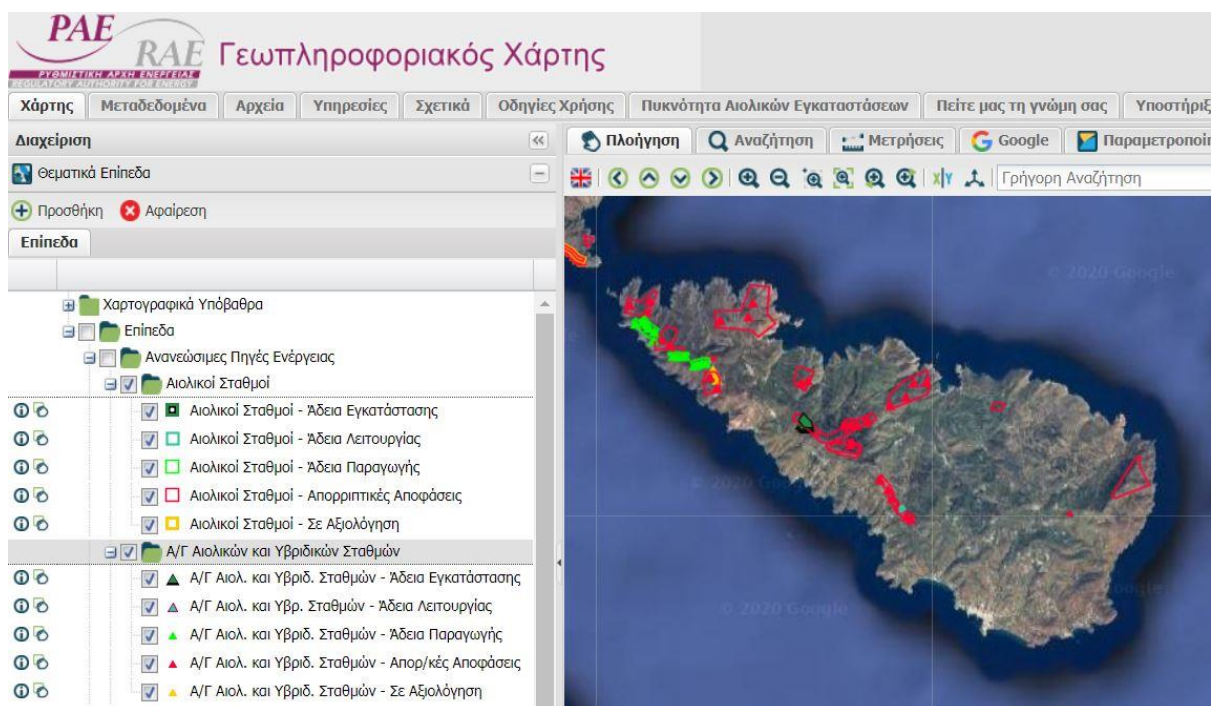 ΡΑΕ
RAE
ΡΥΘΜΙΣΤΙΚΗ ΑΡΧΗ ΕΝΕΡΓΕΙΑΣ
REGULATORY AUTHORITY FOR ENERGY
Γεωπληροφοριακός Χάρτης
Χάρτης Μεταδεδομένα Αρχεία Υπηρεσίες Σχετικά Οδηγίες Χρήσης Πυκνότητα Αιολικών Εγκαταστάσεων Πείτε μας τη γνώμη σας Υποστήριξ
Διαχείριση
Πλοήγηση Αναζήτηση Μετρήσεις Google Παραμετροποίη
Θεματικά Επίπεδα
X Y Γρήγορη Αναζήτηση
Προσθήκη Αφαίρεση
Επίπεδα
Χαρτογραφικά Υπόβαθρα
Επίπεδα
Ανανεώσιμες Πηγές Ενέργειας
Αιολικοί Σταθμοί
Αιολικοί Σταθμοί - Άδεια Εγκατάστασης
Αιολικοί Σταθμοί - Άδεια Λειτουργίας
Αιολικοί Σταθμοί - Άδεια Παραγωγής
Αιολικοί Σταθμοί - Απορριπτικές Αποφάσεις
Αιολικοί Σταθμοί - Σε Αξιολόγηση
Α/Γ Αιολικών και Υβριδικών Σταθμών
Α/Γ Αιολ. και Υβριδ. Σταθμών - Άδεια Εγκατάστασης
Α/Γ Αιολ. και Υβρ. Σταθμών - Άδεια Λειτουργίας
Α/Γ Αιολ. και Υβριδ. Σταθμών - Άδεια Παραγωγής
Α/Γ Αιολ. και Υβριδ. Σταθμών - Απορ/κές Αποφάσεις
Α/Γ Αιολ. και Υβριδ. Σταθμών - Σε Αξιολόγηση
© 2020 Google
© 2020 Google
© 2020 Google